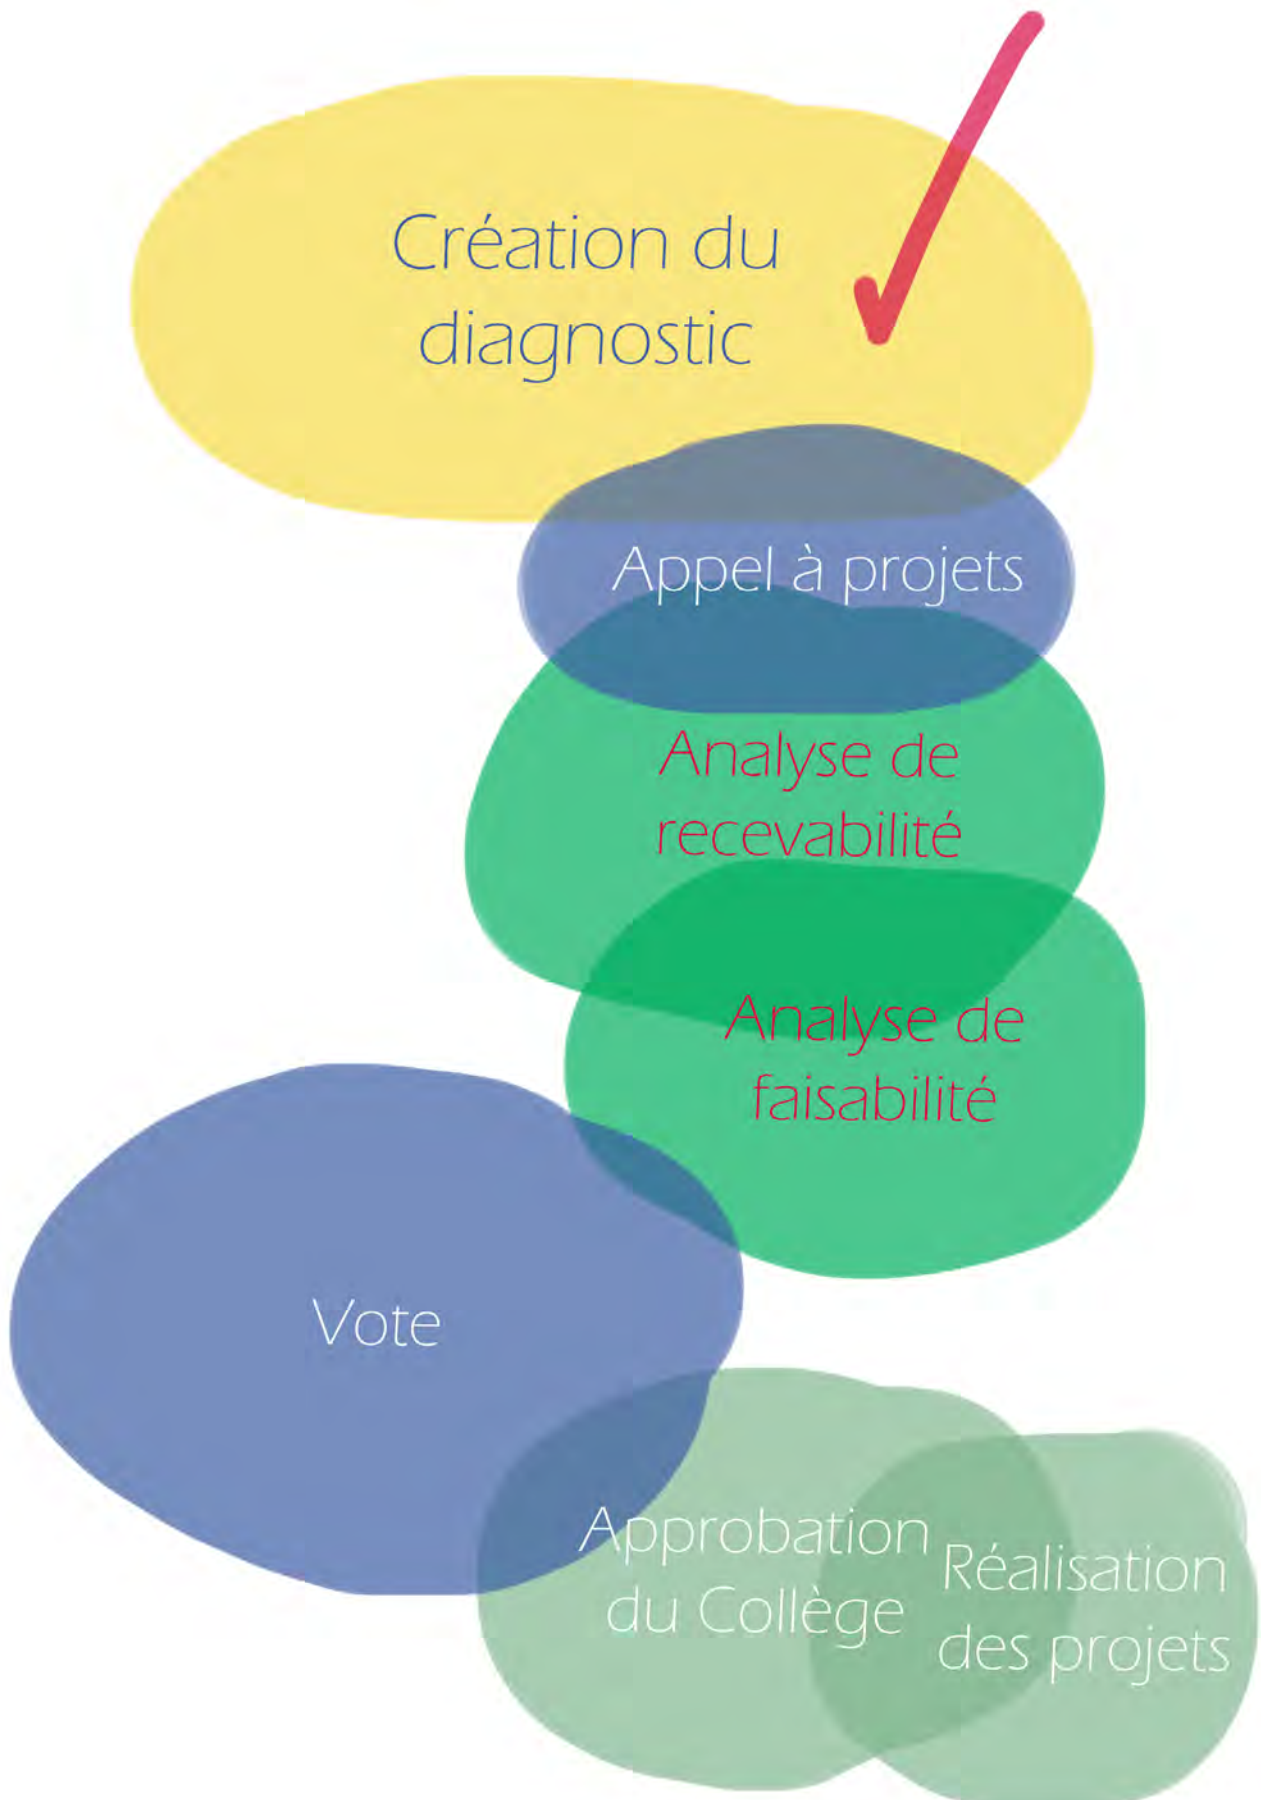 Création du
diagnostic
Appel à projets
Analyse de
recevabilité
Analyse de
faisabilité
Vote
Approbation
du Collège
Réalisation
des projets